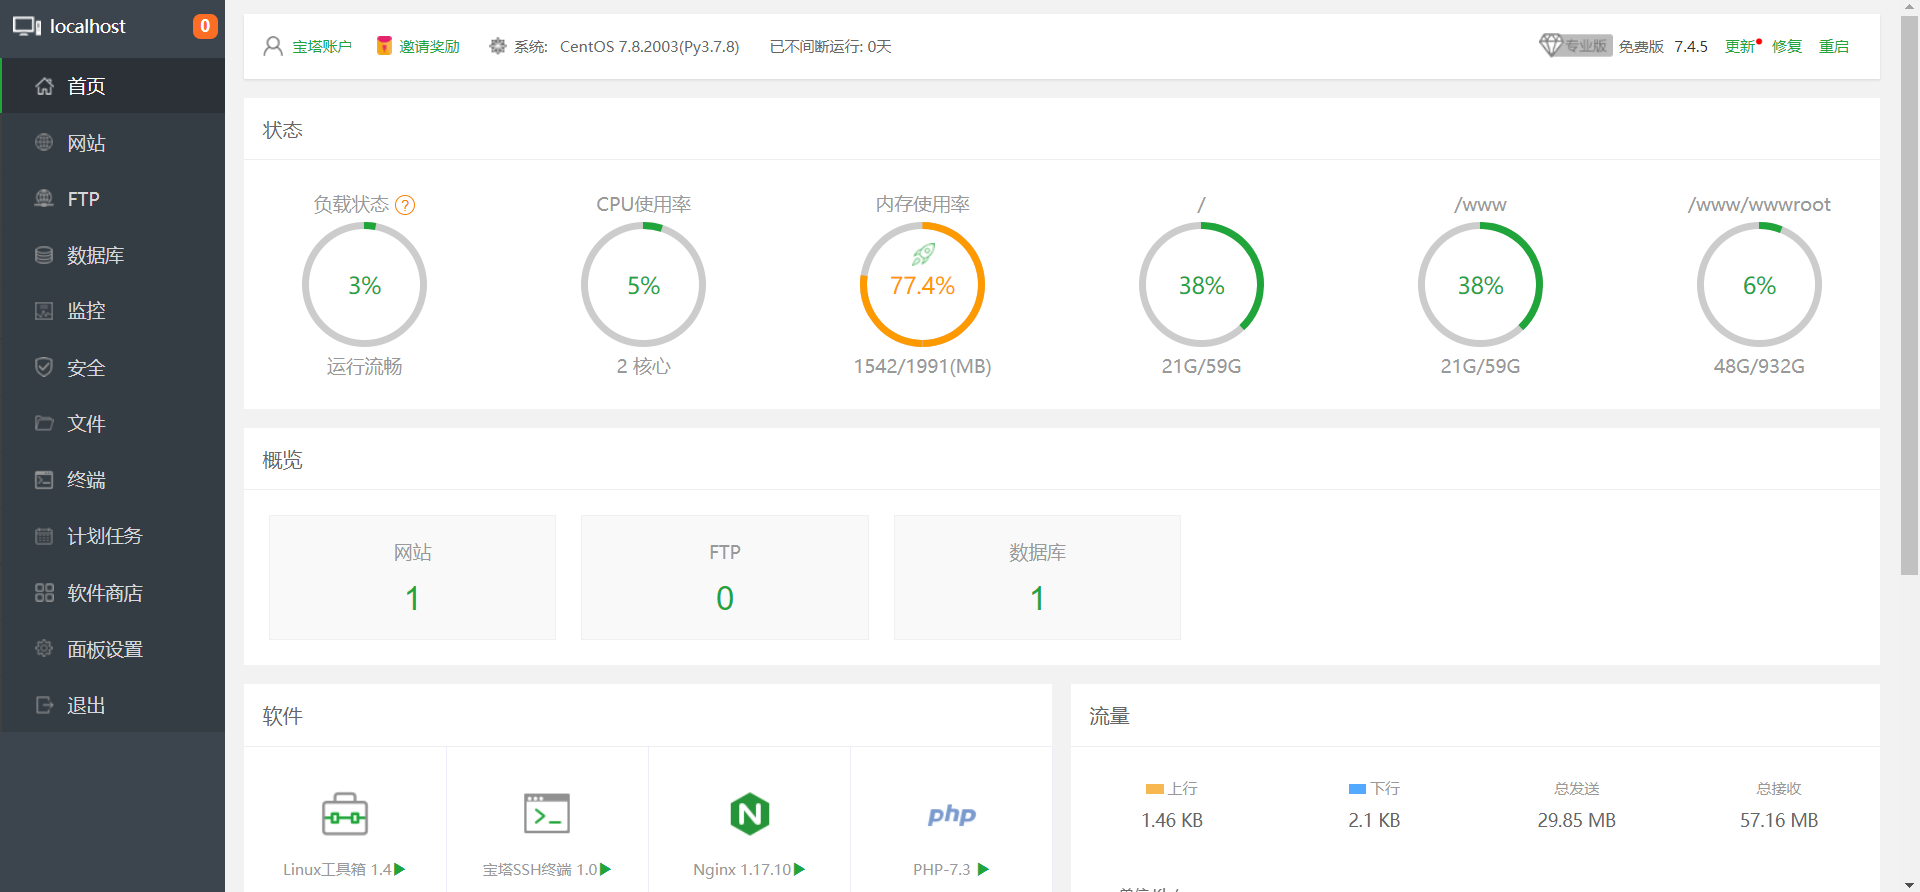 localhost 0
首页
网站
FTP
数据库
监控
安全
文件
终端
计划任务
软件商店
面板设置
退出
宝塔账户 邀请奖励 系统: CentOS 7.8.2003(Py3.7.8) 已不间断运行: 0天 专业版 免费版 7.4.5 更新 修复 重启
状态
负载状态 ? CPU使用率 内存使用率 / /www /www/wwwroot
3% 5% 77.4% 38% 38% 6%
运行流畅 2 核心 1542/1991(MB) 21G/59G 21G/59G 48G/932G
概览
网站 FTP 数据库
1 0 1
软件
php
Linux工具箱 1.4 宝塔SSH终端 1.0 Nginx 1.17.10 PHP-7.3
流量
上行 下行 总发送 总接收
1.46 KB 2.1 KB 29.85 MB 57.16 MB